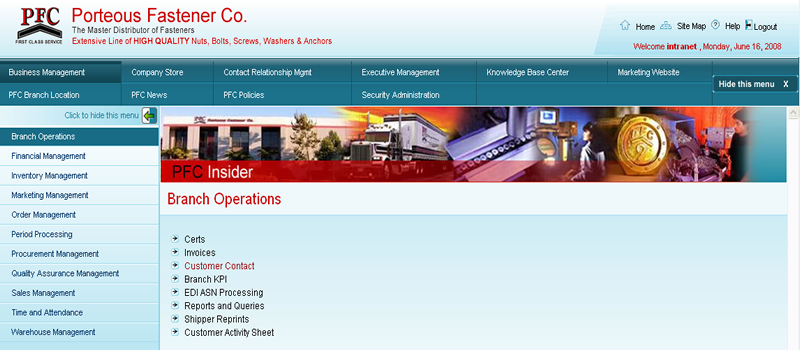 PFC
FIRST CLASS SERVICE
Porteous Fastener Co.
The Master Distributor of Fasteners
Extensive Line of HIGH QUALITY Nuts, Bolts, Screws, Washers & Anchors
Home Site Map Help Logout
Welcome intranet , Monday, June 16, 2008
Business Management Company Store Contact Relationship Mgmt Executive Management Knowledge Base Center Marketing Website
PFC Branch Location PFC News PFC Policies Security Administration
Hide this menu X
Click to hide this menu
Branch Operations
Financial Management
Inventory Management
Marketing Management
Order Management
Period Processing
Procurement Management
Quality Assurance Management
Sales Management
Time and Attendance
Warehouse Management
PFC Porteous Fastener Co.
PFC
PFC Insider
Branch Operations
Certs
Invoices
Customer Contact
Branch KPI
EDI ASN Processing
Reports and Queries
Shipper Reprints
Customer Activity Sheet